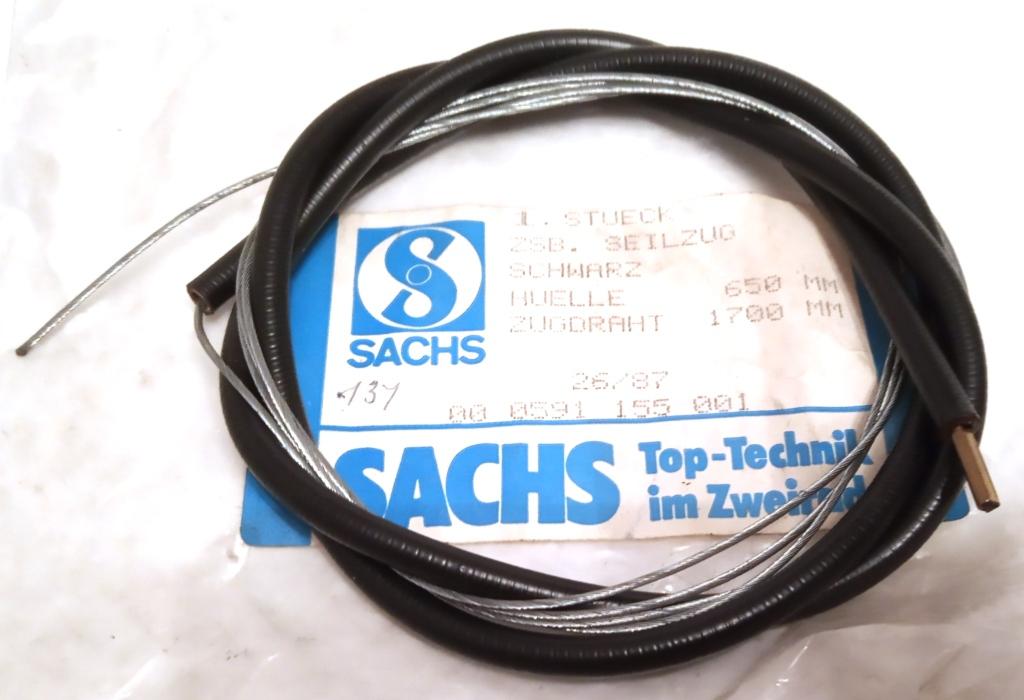 1. STUECK
ZSB. SEILZUG
SCHWARZ
HUELLE 650 MM
ZUGDRAHT 1700 MM
SACHS
26/87
00 0591 155 001
SACHS
Top-Technik
im Zweirad